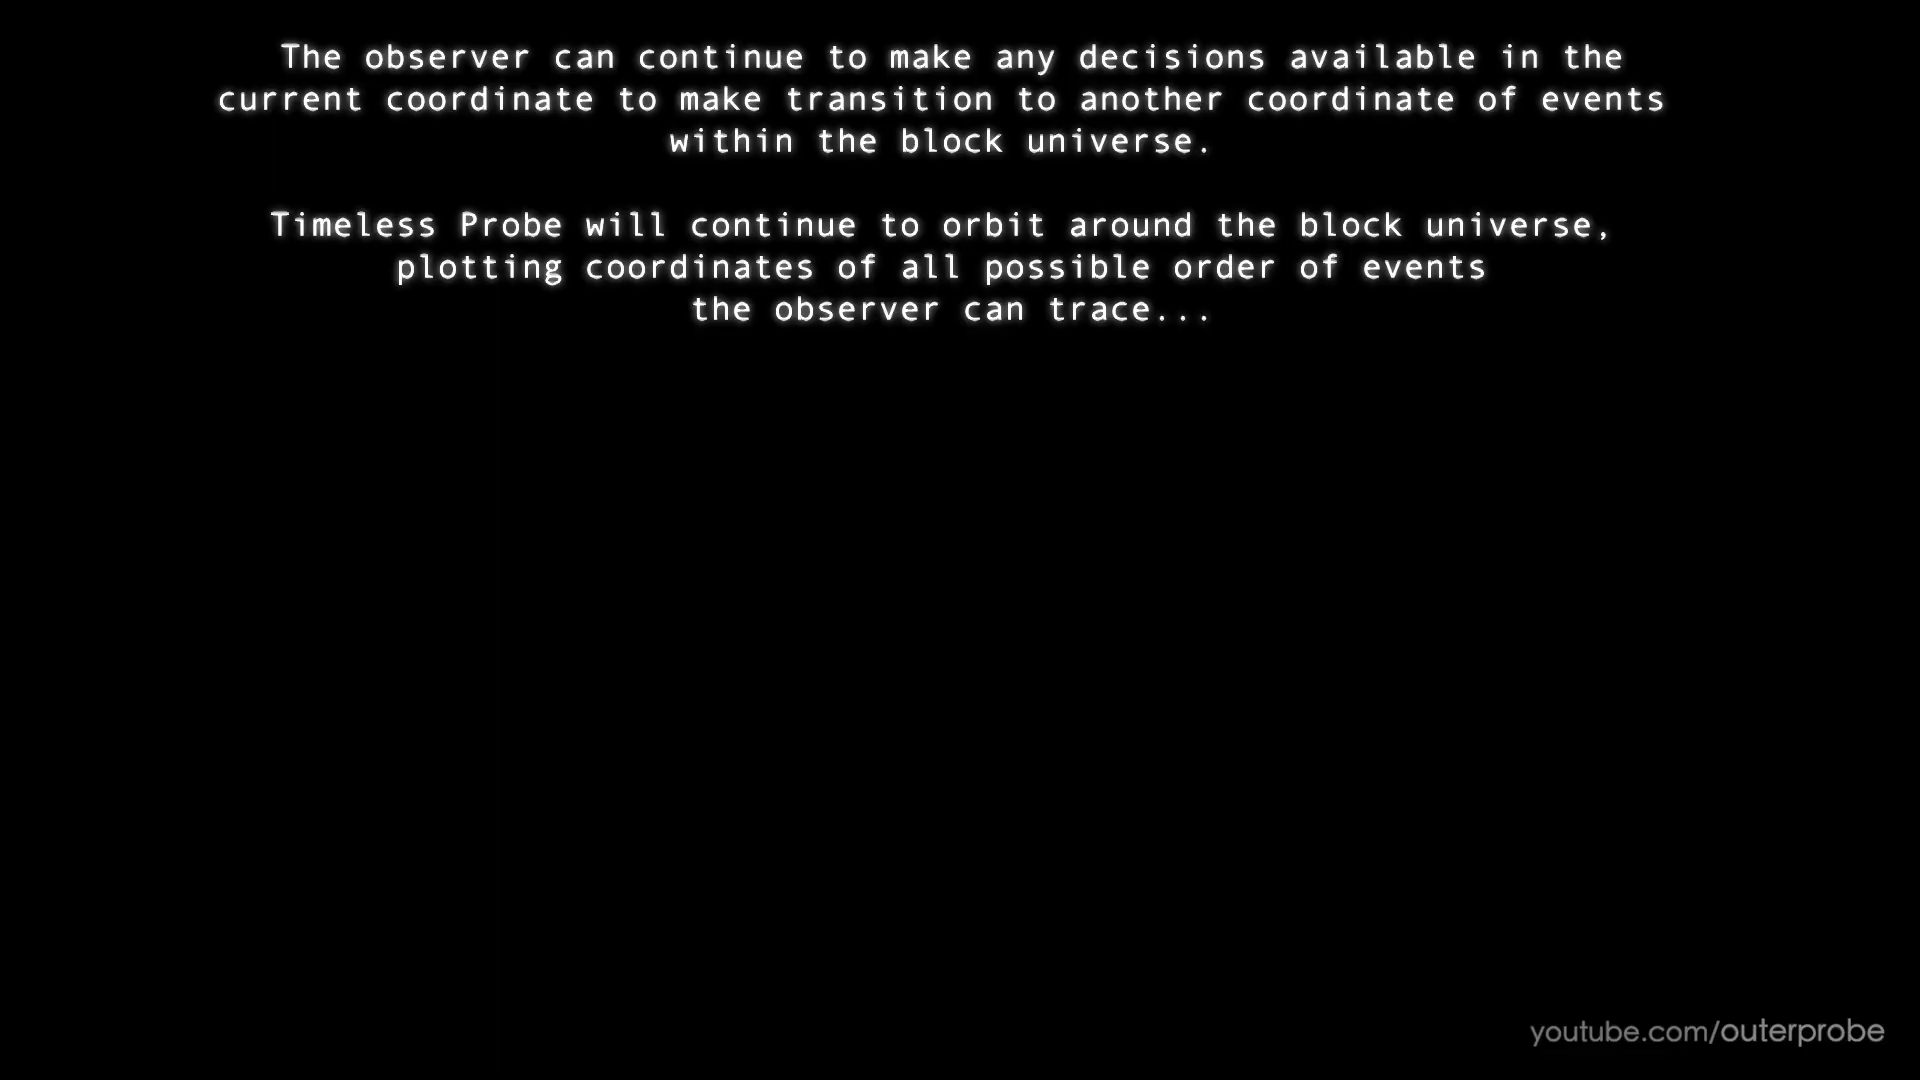 The observer can continue to make any decisions available in the
current coordinate to make transition to another coordinate of events
within the block universe.
Timeless Probe will continue to orbit around the block universe,
plotting coordinates of all possible order of events
the observer can trace...
youtube.com/outerprobe